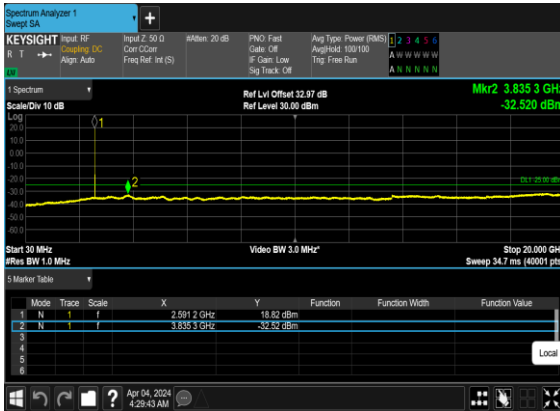 Spectrum Analyzer 1
Swept SA
+
KEYSIGHT
R T
Input: RF
Coupling: DC
Align: Auto
Input Z: 50 Ω
Corr CCorr
Freq Ref: Int (S)
#Atten: 20 dB
PNO: Fast
Gate: Off
IF Gain: Low
Sig Track: Off
Avg Type: Power (RMS)
Avg|Hold: 100/100
Trig: Free Run
1 2 3 4 5 6
A W W W W W
A N N N N N
1 Spectrum
Scale/Div 10 dB
Ref Lvl Offset 32.97 dB
Ref Level 30.00 dBm
Mkr2 3.835 3 GHz
-32.520 dBm
Log
20.0
10.0
0.00
-10.0
-20.0
-30.0
-40.0
-50.0
-60.0
1
2
DL1 -25.00 dBm
Start 30 MHz
#Res BW 1.0 MHz
Video BW 3.0 MHz*
Stop 20.000 GH
Sweep 34.7 ms (40001 pts
5 Marker Table
Mode Trace Scale X Y Function Function Width Function Value
1 N 1 f 2.591 2 GHz 18.82 dBm
2 N 1 f 3.835 3 GHz -32.52 dBm
3
4
5
6
Local
?
Apr 04, 2024
4:29:43 AM